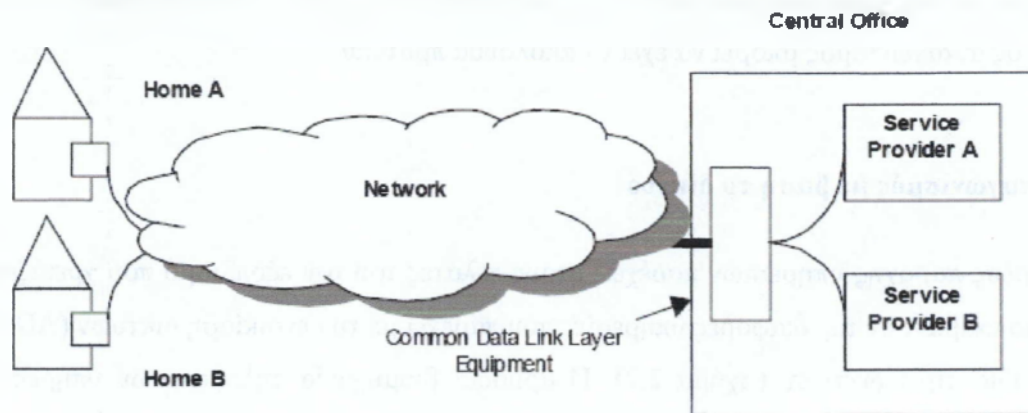 Central Office
Home A
Service
Provider A
Network
Service
Provider B
Common Data Link Layer
Equipment
Home B